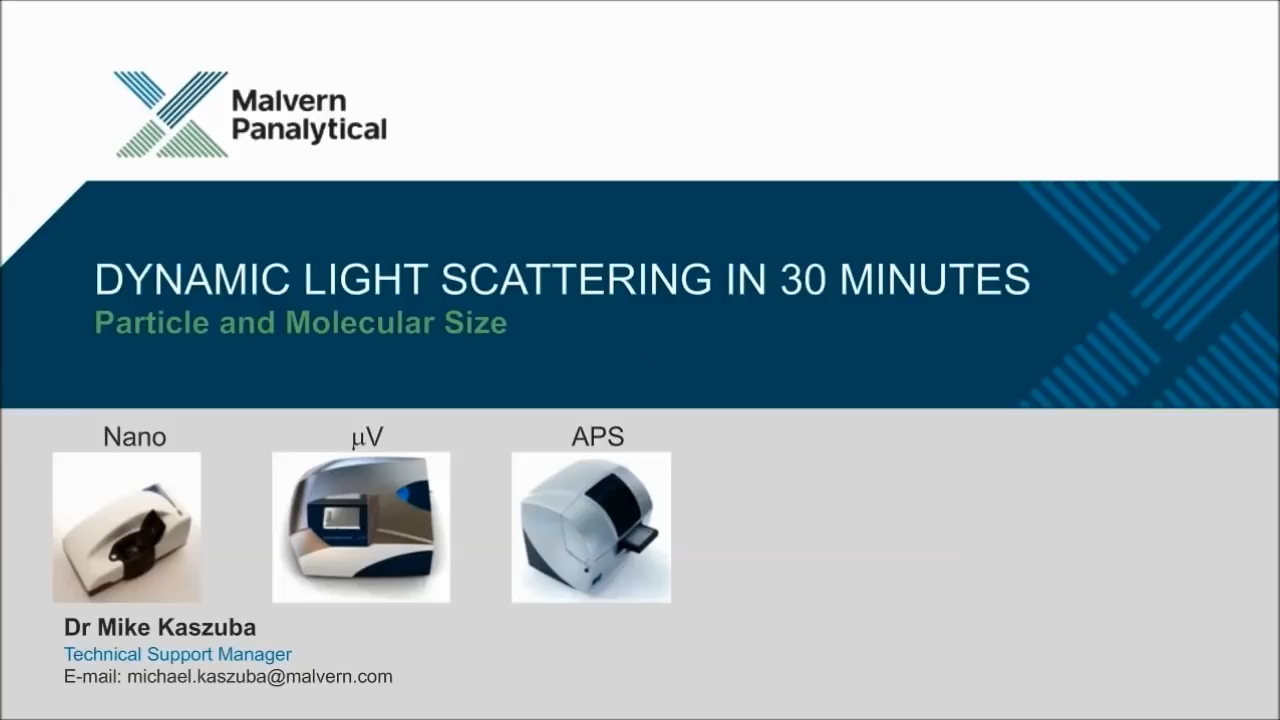 Malvern
Panalytical
DYNAMIC LIGHT SCATTERING IN 30 MINUTES
Particle and Molecular Size
Nano
μV
APS
Dr Mike Kaszuba
Technical Support Manager
E-mail: michael.kaszuba@malvern.com